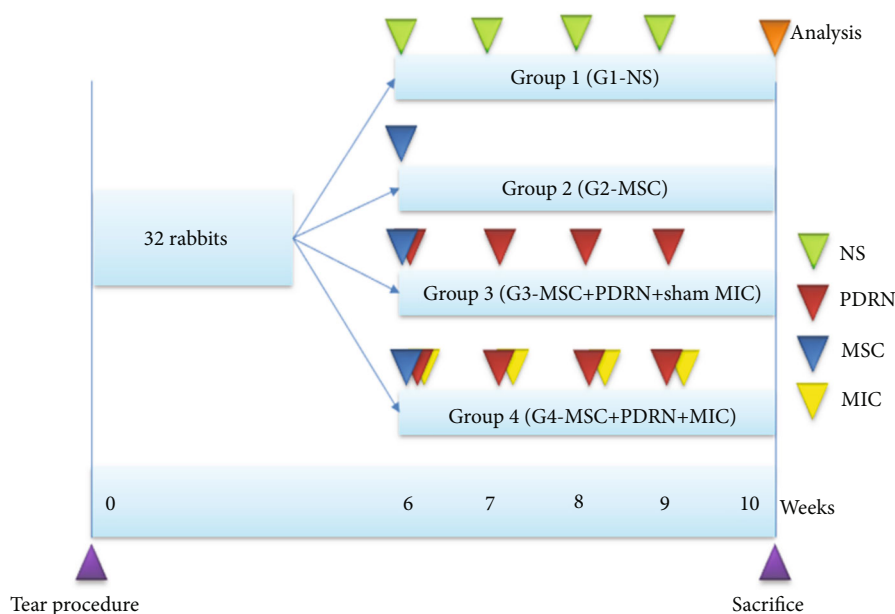 Analysis
Group 1 (G1-NS)
Group 2 (G2-MSC)
32 rabbits
NS
Group 3 (G3-MSC+PDRN+sham MIC)
PDRN
MSC
MIC
Group 4 (G4-MSC+PDRN+MIC)
0 6 7 8 9 10 Weeks
Tear procedure
Sacrifice